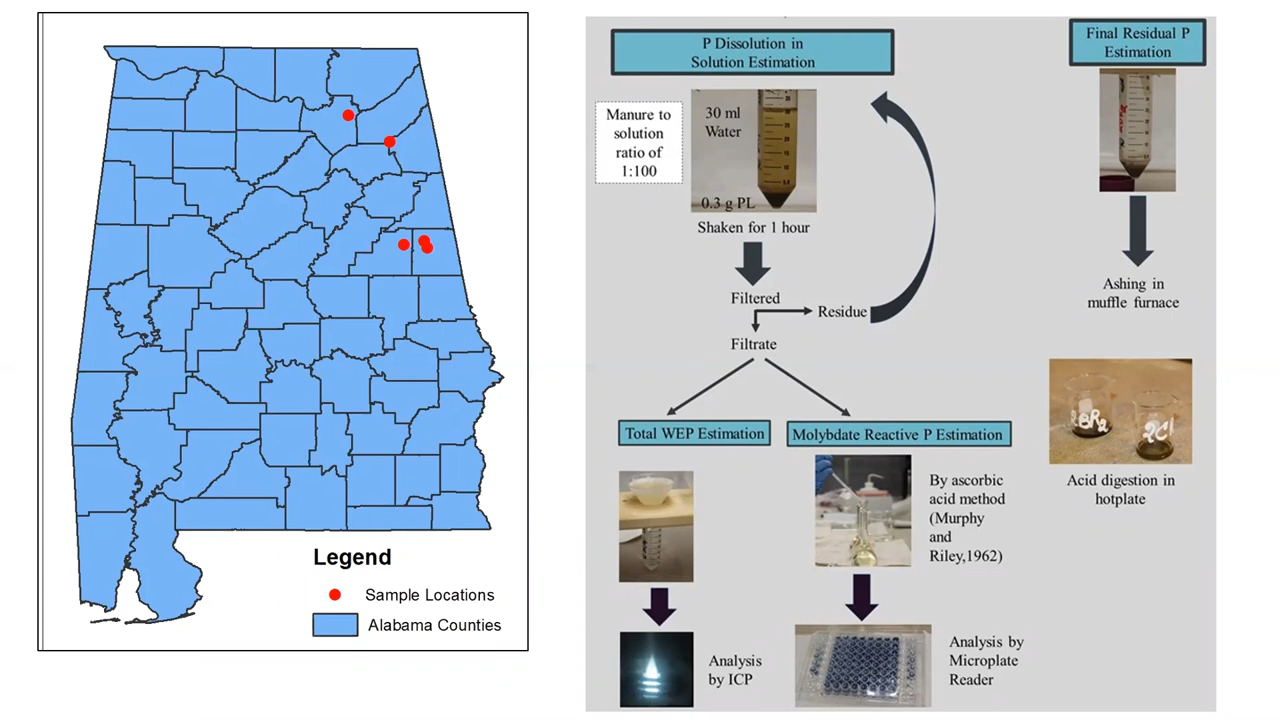 Legend
Sample Locations
Alabama Counties
P Dissolution in
Solution Estimation
Manure to
solution
ratio of
1:100
30 ml
Water
0.3 g PL
Shaken for 1 hour
Filtered
Residue
Filtrate
Total WEP Estimation
Molybdate Reactive P Estimation
By ascorbic
acid method
(Murphy
and
Riley,1962)
Analysis
by ICP
Analysis by
Microplate
Reader
Final Residual P
Estimation
Ashing in
muffle furnace
2BR2
2C1
Acid digestion in
hotplate